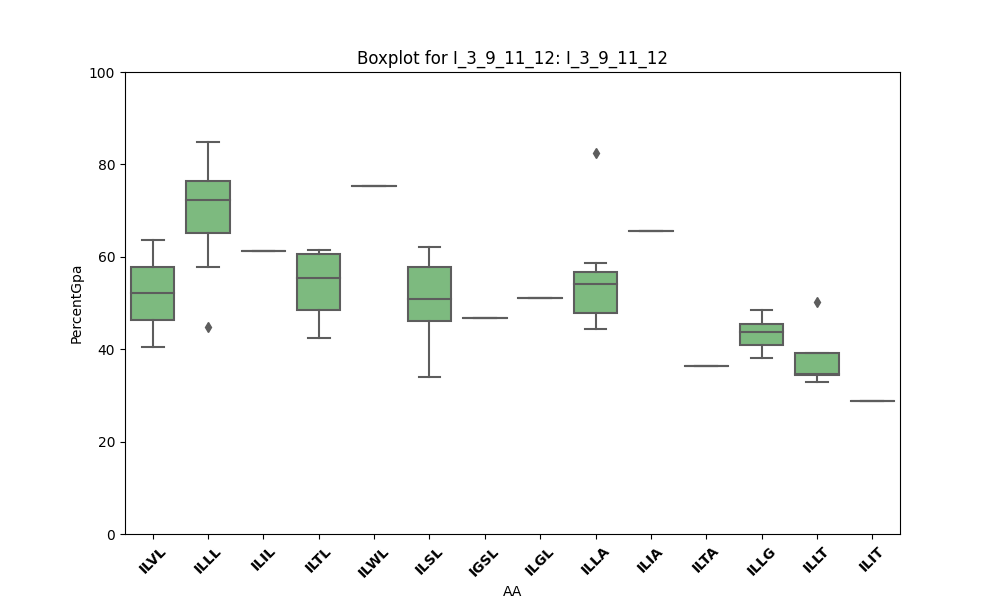 Boxplot for I_3_9_11_12: I_3_9_11_12
PercentGpa
100
80
60
40
20
0
ILVL ILLL ILIL ILTL ILWL ILSL IGSL ILGL ILLA ILIA ILTA ILLG ILLT ILIT
AA